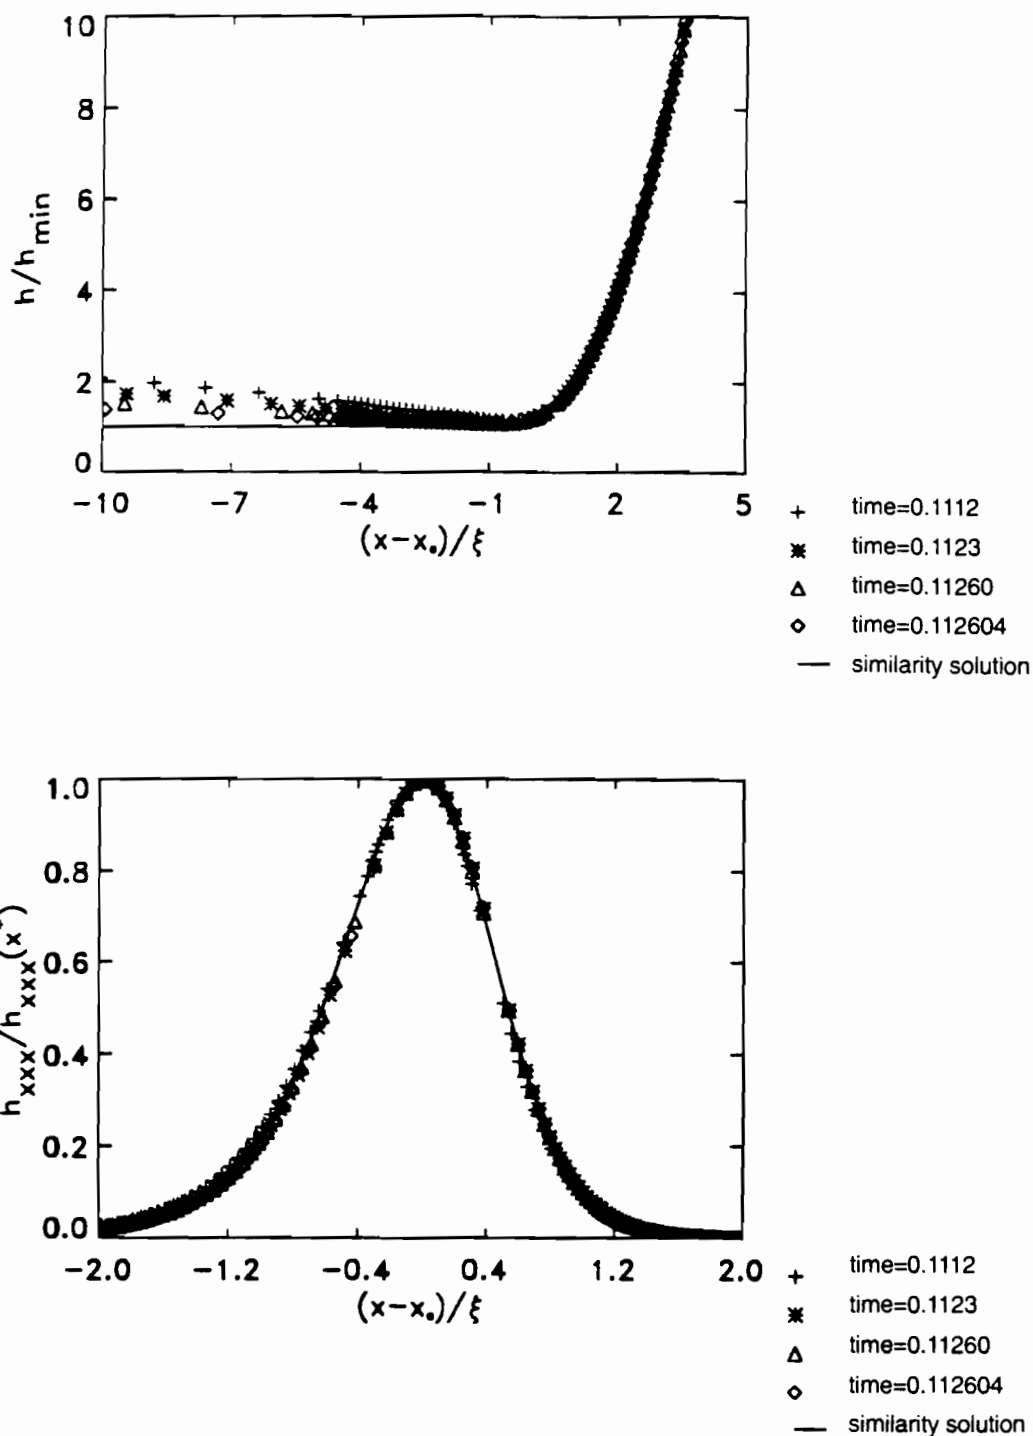 10
8
6
4
2
0
h/h_min
-10 -7 -4 -1 2 5
(x-x₀)/ξ
time=0.1112
time=0.1123
time=0.11260
time=0.112604
similarity solution
1.0
0.8
0.6
0.4
0.2
0.0
h_xxx/h_xxx(x*)
-2.0 -1.2 -0.4 0.4 1.2 2.0
(x-x₀)/ξ
time=0.1112
time=0.1123
time=0.11260
time=0.112604
similarity solution